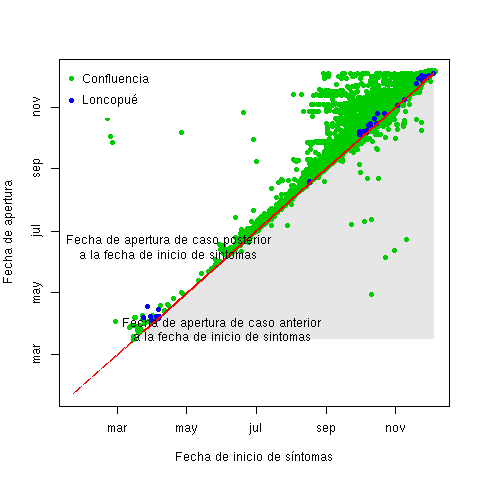 Confluencia
Loncopué
Fecha de apertura de caso posterior
a la fecha de inicio de síntomas
Fecha de apertura de caso anterior
a la fecha de inicio de síntomas
Fecha de apertura
nov
sep
jul
may
mar
mar
may
jul
sep
nov
Fecha de inicio de síntomas